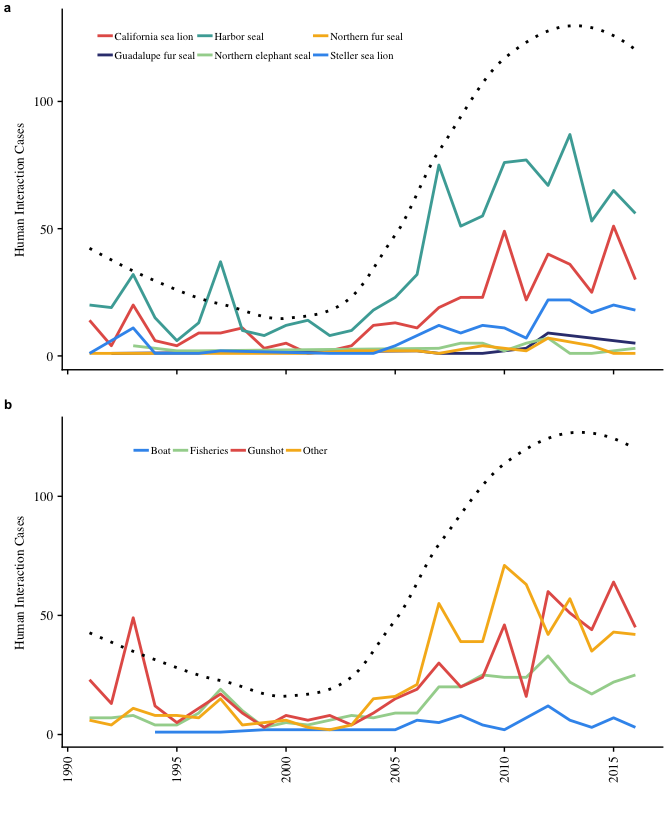 a
California sea lion Harbor seal Northern fur seal
Guadalupe fur seal Northern elephant seal Steller sea lion
Human Interaction Cases
100
50
0
b
Boat Fisheries Gunshot Other
Human Interaction Cases
100
50
0
1990 1995 2000 2005 2010 2015